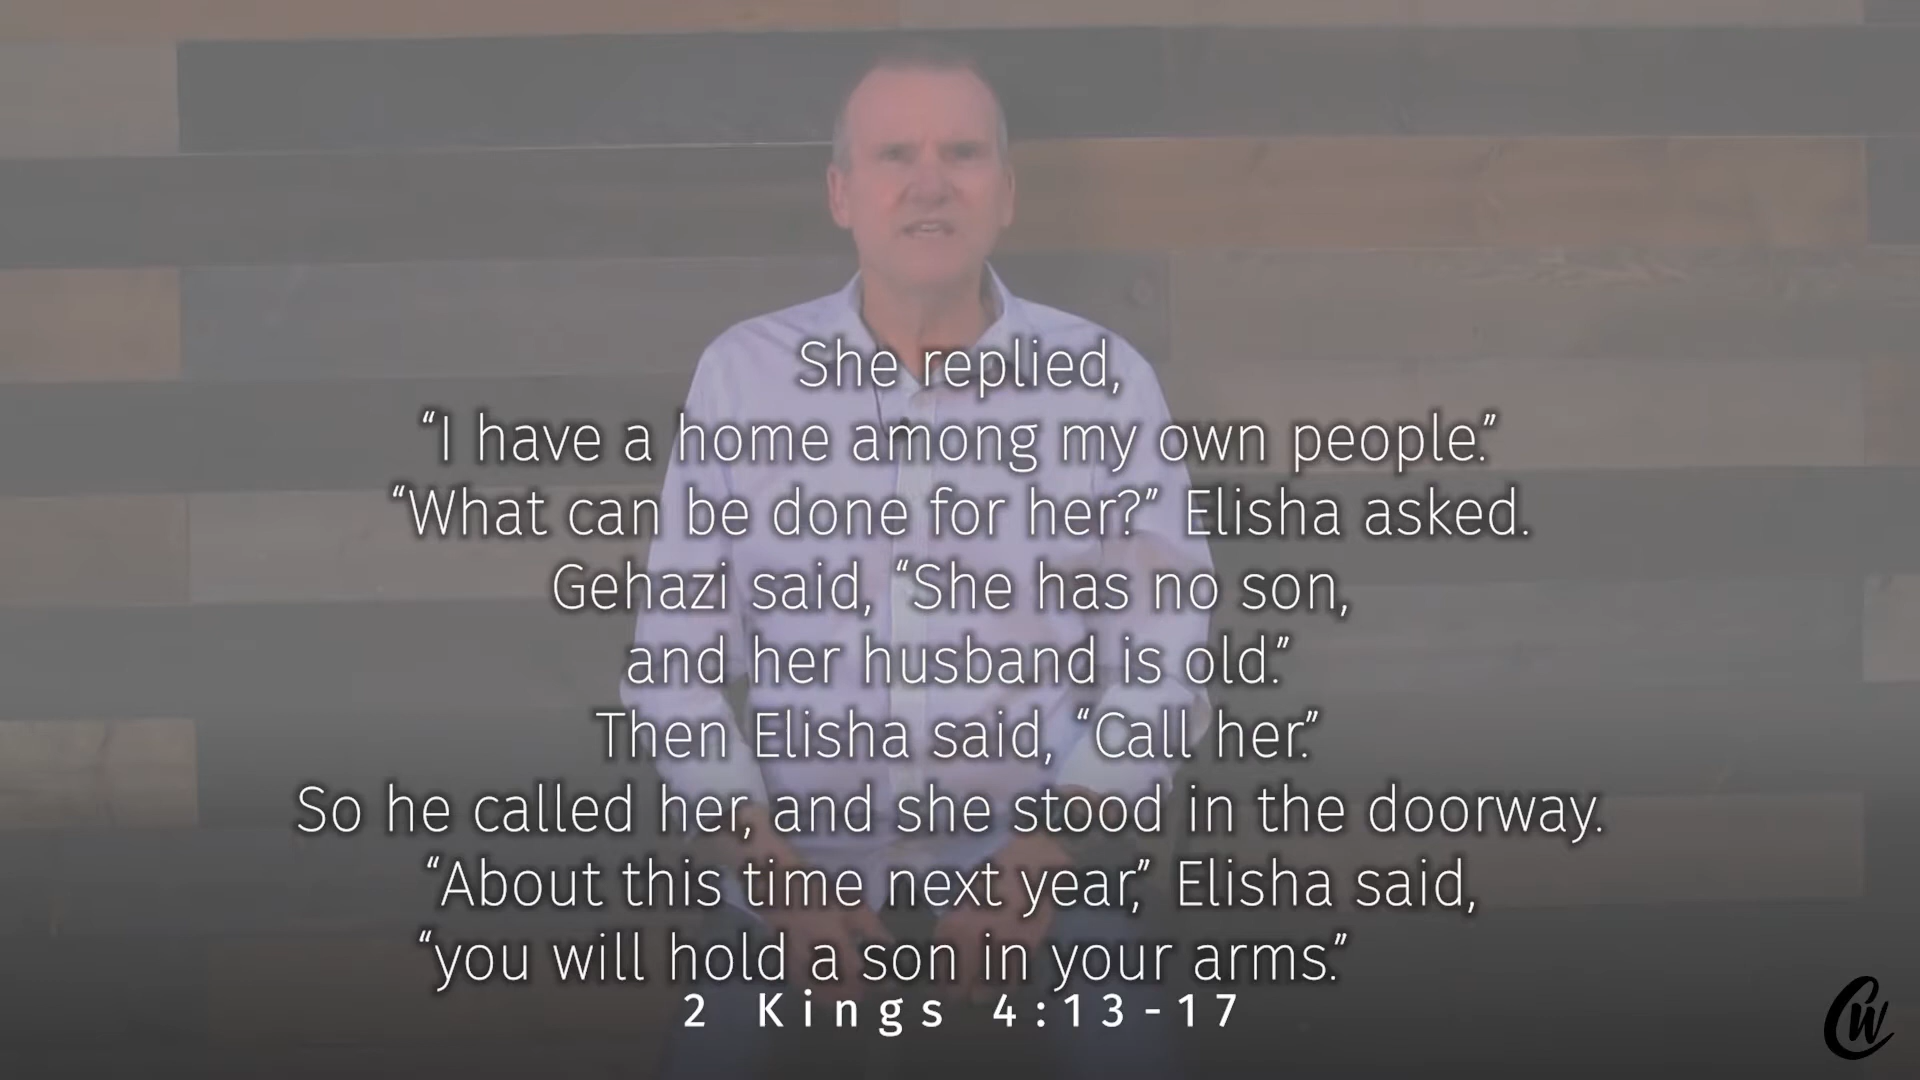 She replied,
“I have a home among my own people.”
“What can be done for her?” Elisha asked.
Gehazi said, “She has no son,
and her husband is old.”
Then Elisha said, “Call her.”
So he called her, and she stood in the doorway.
“About this time next year,” Elisha said,
“you will hold a son in your arms.”
2 Kings 4:13-17
CW